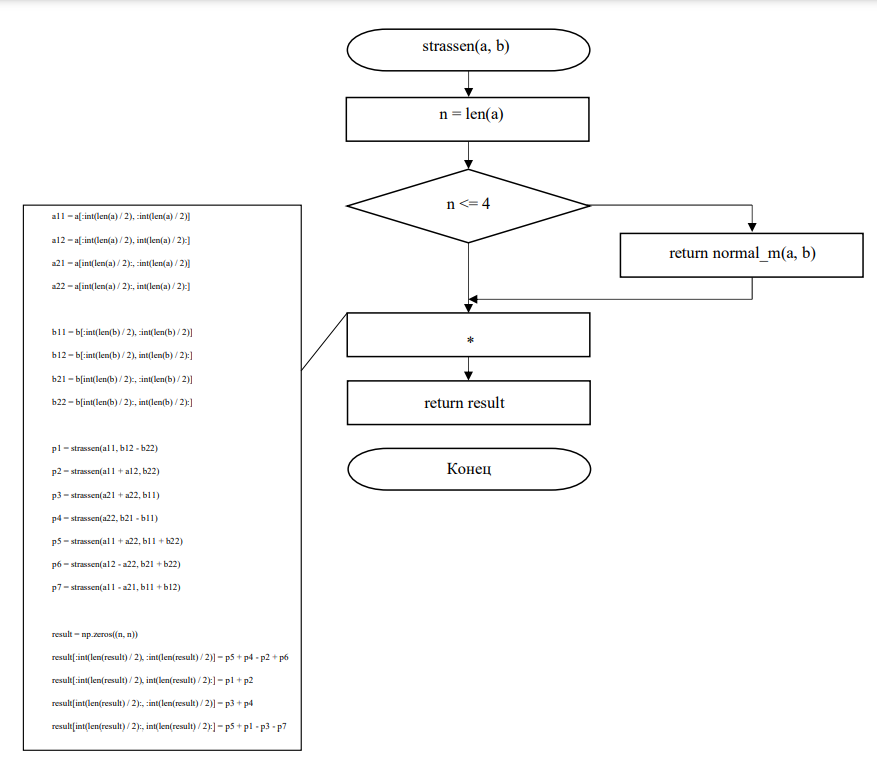 strassen(a, b)
n = len(a)
n <= 4
return normal_m(a, b)
*
return result
Конец
a11 = a[:int(len(a) / 2), :int(len(a) / 2)]
a12 = a[:int(len(a) / 2), int(len(a) / 2):]
a21 = a[int(len(a) / 2):, :int(len(a) / 2)]
a22 = a[int(len(a) / 2):, int(len(a) / 2):]
b11 = b[:int(len(b) / 2), :int(len(b) / 2)]
b12 = b[:int(len(b) / 2), int(len(b) / 2):]
b21 = b[int(len(b) / 2):, :int(len(b) / 2)]
b22 = b[int(len(b) / 2):, int(len(b) / 2):]
p1 = strassen(a11, b12 - b22)
p2 = strassen(a11 + a12, b22)
p3 = strassen(a21 + a22, b11)
p4 = strassen(a22, b21 - b11)
p5 = strassen(a11 + a22, b11 + b22)
p6 = strassen(a12 - a22, b21 + b22)
p7 = strassen(a11 - a21, b11 + b12)
result = np.zeros((n, n))
result[:int(len(result) / 2), :int(len(result) / 2)] = p5 + p4 - p2 + p6
result[:int(len(result) / 2), int(len(result) / 2):] = p1 + p2
result[int(len(result) / 2):, :int(len(result) / 2)] = p3 + p4
result[int(len(result) / 2):, int(len(result) / 2):] = p5 + p1 - p3 - p7